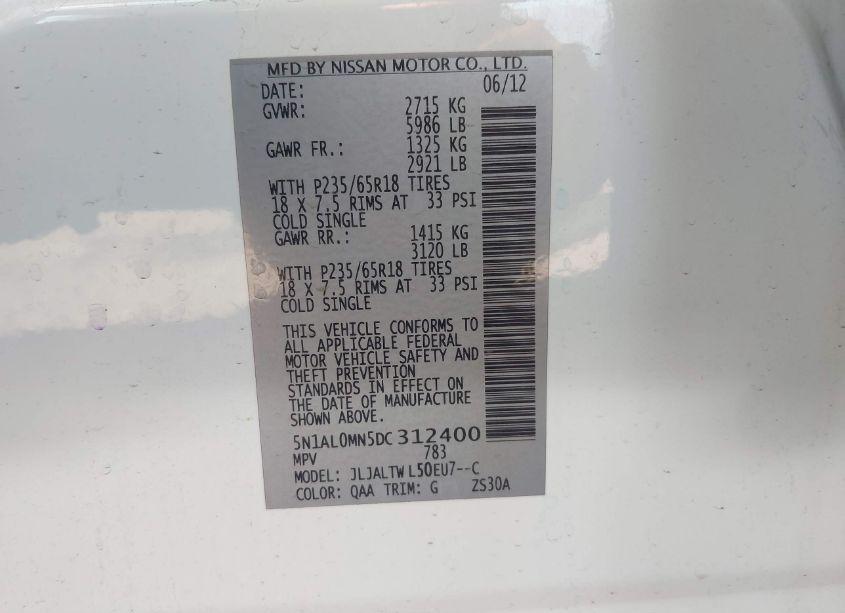 MFD BY NISSAN MOTOR CO., LTD.
DATE: 06/12
GVWR: 2715 KG
5986 LB
GAWR FR.: 1325 KG
2921 LB
WITH P235/65R18 TIRES
18 X 7.5 RIMS AT 33 PSI
COLD SINGLE
GAWR RR.: 1415 KG
3120 LB
WITH P235/65R18 TIRES
18 X 7.5 RIMS AT 33 PSI
COLD SINGLE
THIS VEHICLE CONFORMS TO
ALL APPLICABLE FEDERAL
MOTOR VEHICLE SAFETY AND
THEFT PREVENTION
STANDARDS IN EFFECT ON
THE DATE OF MANUFACTURE
SHOWN ABOVE.
5N1AL0MN5DC312400
MPV 783
MODEL: JLJALTWL50EU7--C
COLOR: QAA TRIM: G ZS30A